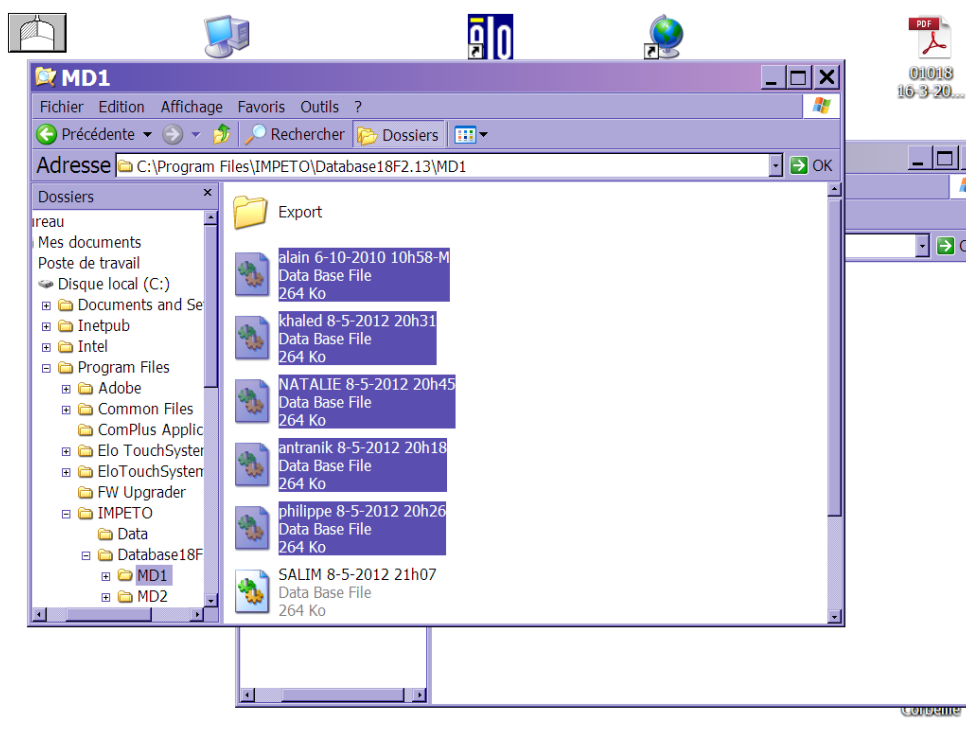 elo
PDF
01018
16-3-20...
MD1
Fichier Edition Affichage Favoris Outils ?
Précédente Rechercher Dossiers
Adresse C:\Program Files\IMPETO\Database18F2.13\MD1 OK
Dossiers x
ireau
Mes documents
Poste de travail
Disque local (C:)
Documents and Se
Inetpub
Intel
Program Files
Adobe
Common Files
ComPlus Applic
Elo TouchSyster
EloTouchSystem
FW Upgrader
IMPETO
Data
Database18F
MD1
MD2
Export
alain 6-10-2010 10h58-M
Data Base File
264 Ko
khaled 8-5-2012 20h31
Data Base File
264 Ko
NATALIE 8-5-2012 20h45
Data Base File
264 Ko
antranik 8-5-2012 20h18
Data Base File
264 Ko
philippe 8-5-2012 20h26
Data Base File
264 Ko
SALIM 8-5-2012 21h07
Data Base File
264 Ko
Corbeille